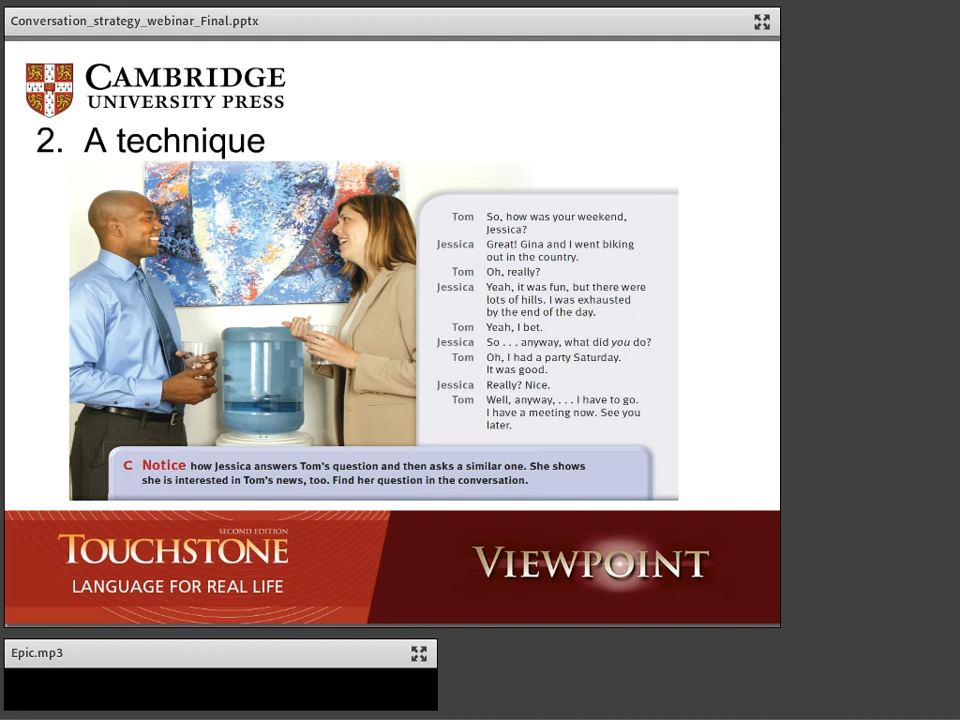 Conversation_strategy_webinar_Final.pptx
CAMBRIDGE
UNIVERSITY PRESS
2. A technique
Tom So, how was your weekend,
Jessica?
Jessica Great! Gina and I went biking
out in the country.
Tom Oh, really?
Jessica Yeah, it was fun, but there were
lots of hills. I was exhausted
by the end of the day.
Tom Yeah, I bet.
Jessica So . . . anyway, what did you do?
Tom Oh, I had a party Saturday.
It was good.
Jessica Really? Nice.
Tom Well, anyway, . . . I have to go.
I have a meeting now. See you
later.
C Notice how Jessica answers Tom's question and then asks a similar one. She shows
she is interested in Tom's news, too. Find her question in the conversation.
SECOND EDITION
TOUCHSTONE
LANGUAGE FOR REAL LIFE
VIEWPOINT
Epic.mp3